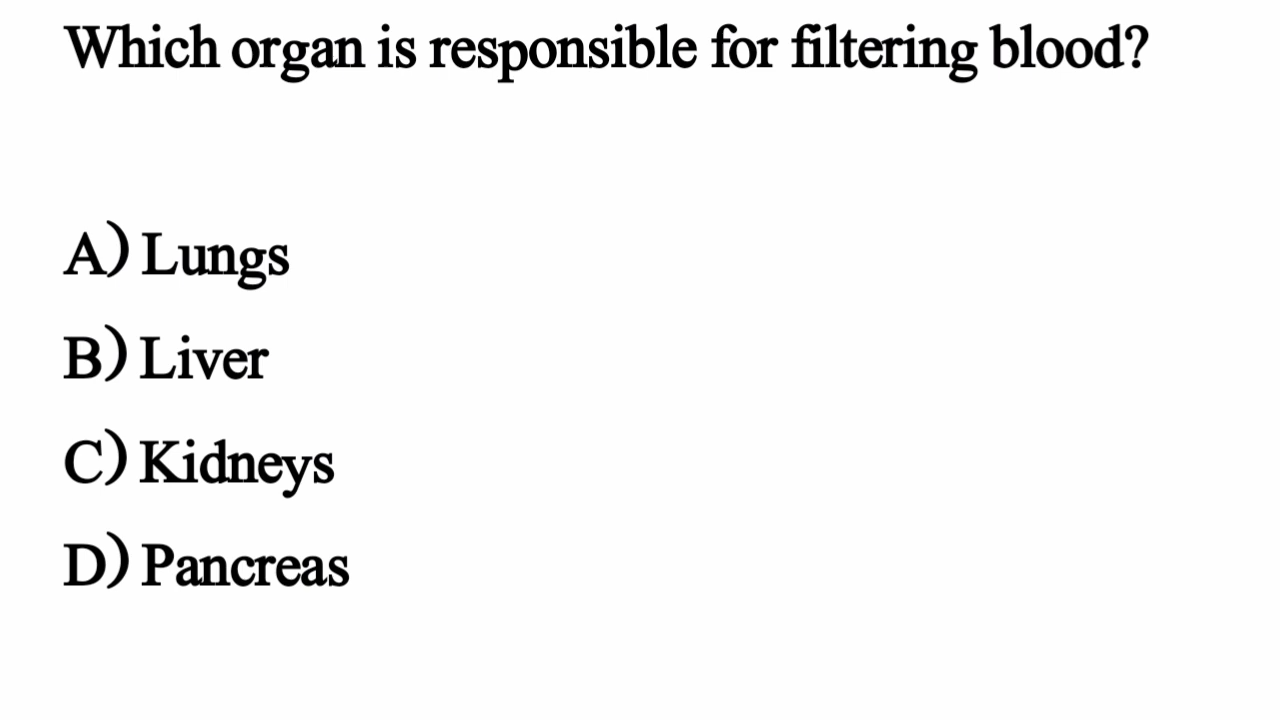 Which organ is responsible for filtering blood?
A) Lungs
B) Liver
C) Kidneys
D) Pancreas